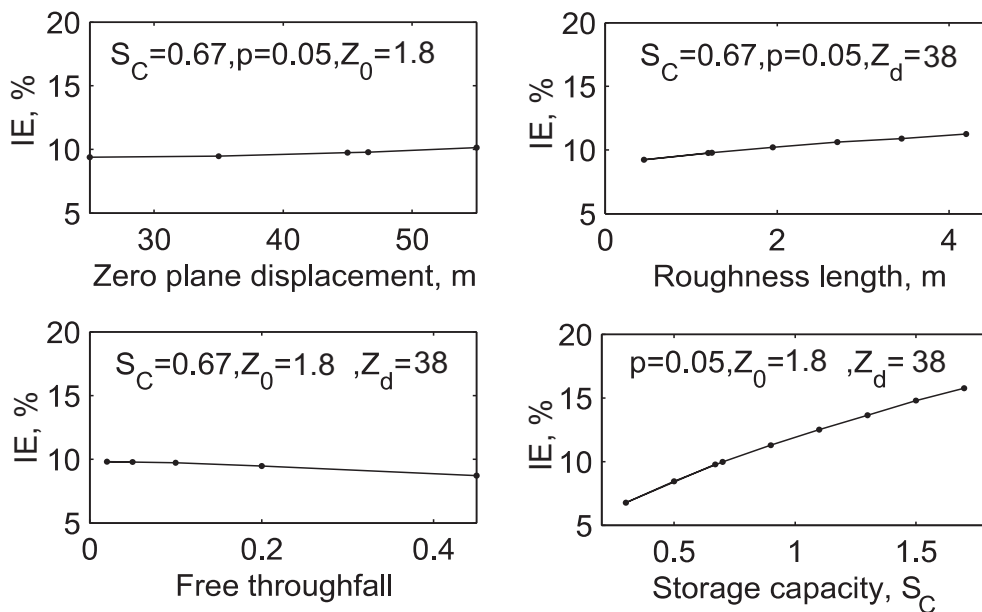 20
15
10
5
IE, %
S_C=0.67,p=0.05,Z_0=1.8
30 40 50
Zero plane displacement, m
20
15
10
5
IE, %
S_C=0.67,p=0.05,Z_d=38
0 2 4
Roughness length, m
20
15
10
5
IE, %
S_C=0.67,Z_0=1.8 ,Z_d=38
0 0.2 0.4
Free throughfall
20
15
10
5
IE, %
p=0.05,Z_0=1.8 ,Z_d=38
0.5 1 1.5
Storage capacity, S_C